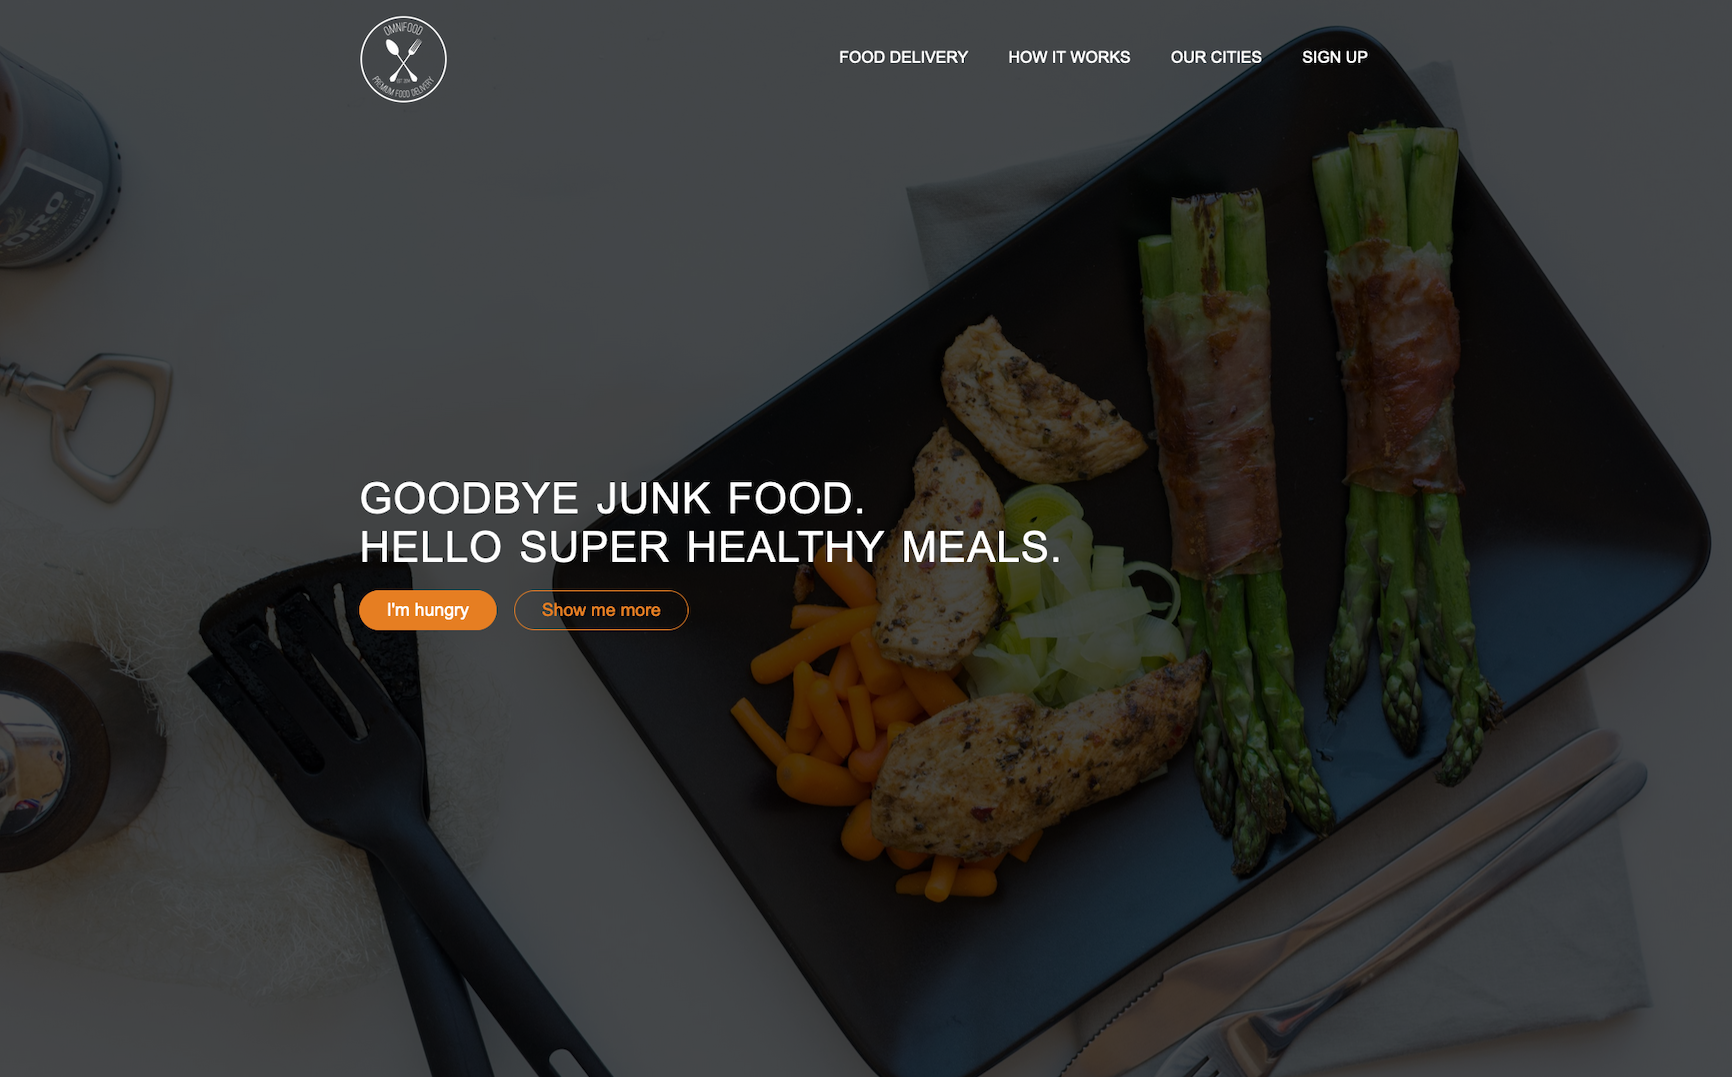 OMNIFOOD
PREMIUM FOOD DELIVERY
FOOD DELIVERY HOW IT WORKS OUR CITIES SIGN UP
ORO
GOODBYE JUNK FOOD.
HELLO SUPER HEALTHY MEALS.
I'm hungry Show me more